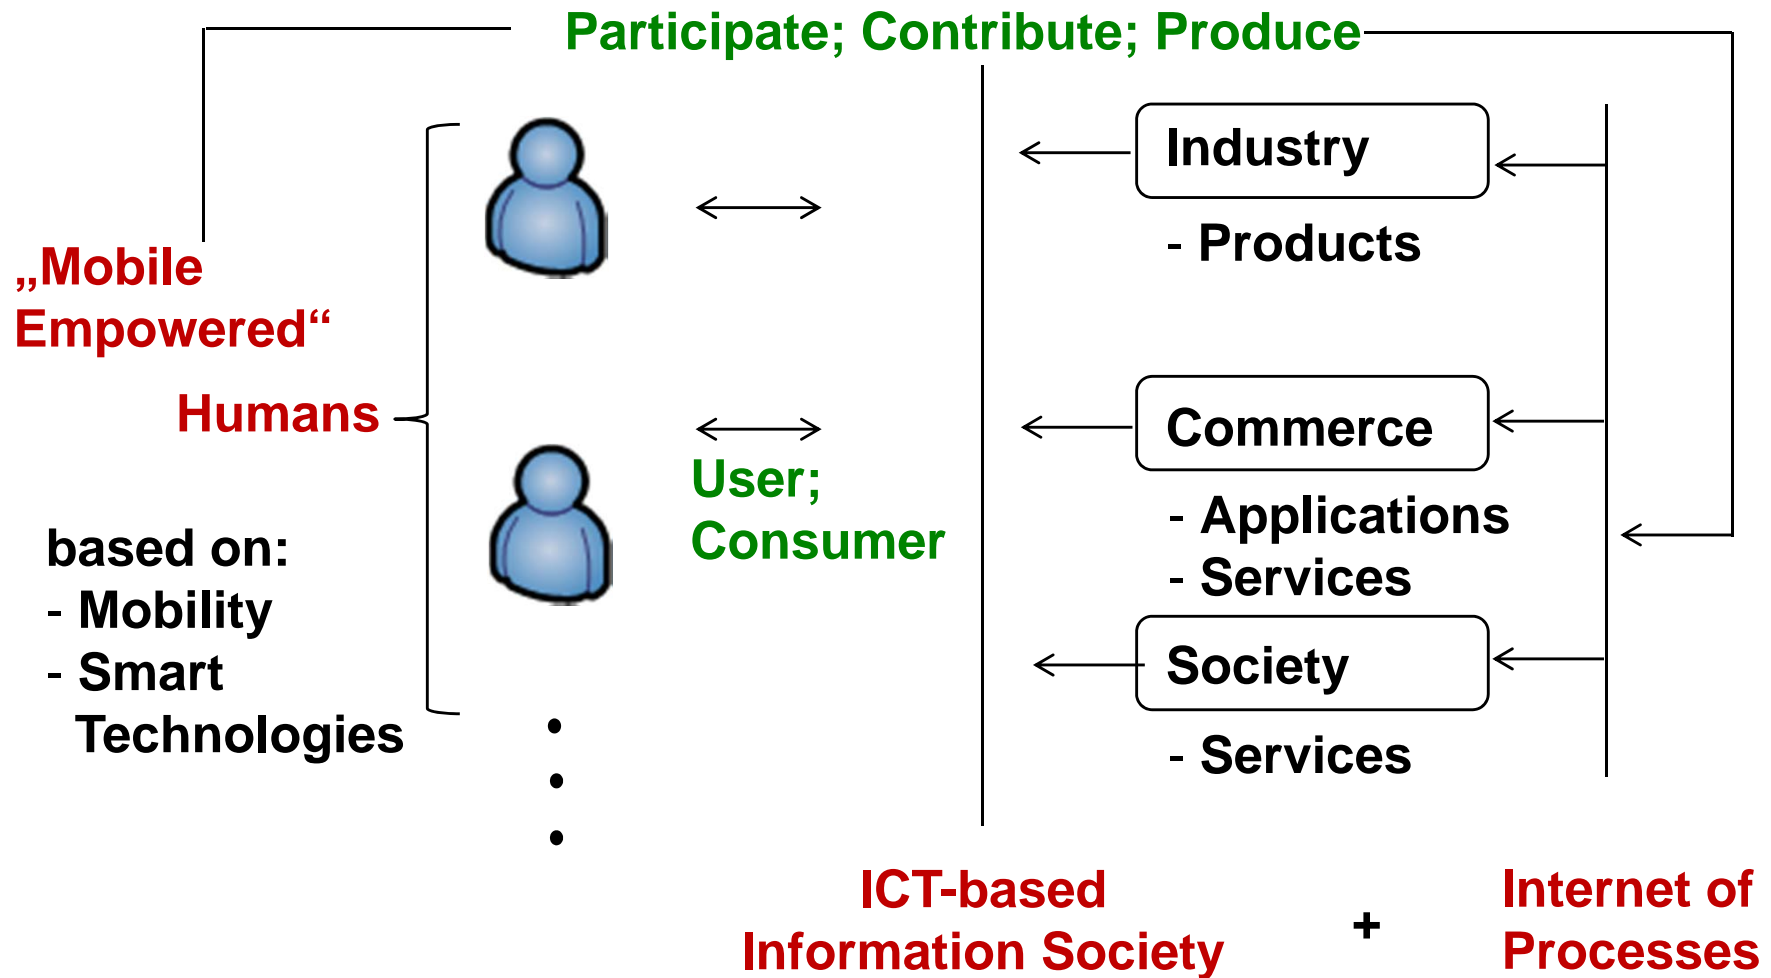 Participate; Contribute; Produce
„Mobile
Empowered“
Humans
based on:
- Mobility
- Smart
Technologies
User;
Consumer
Industry
- Products
Commerce
- Applications
- Services
Society
- Services
ICT-based
Information Society
+
Internet of
Processes